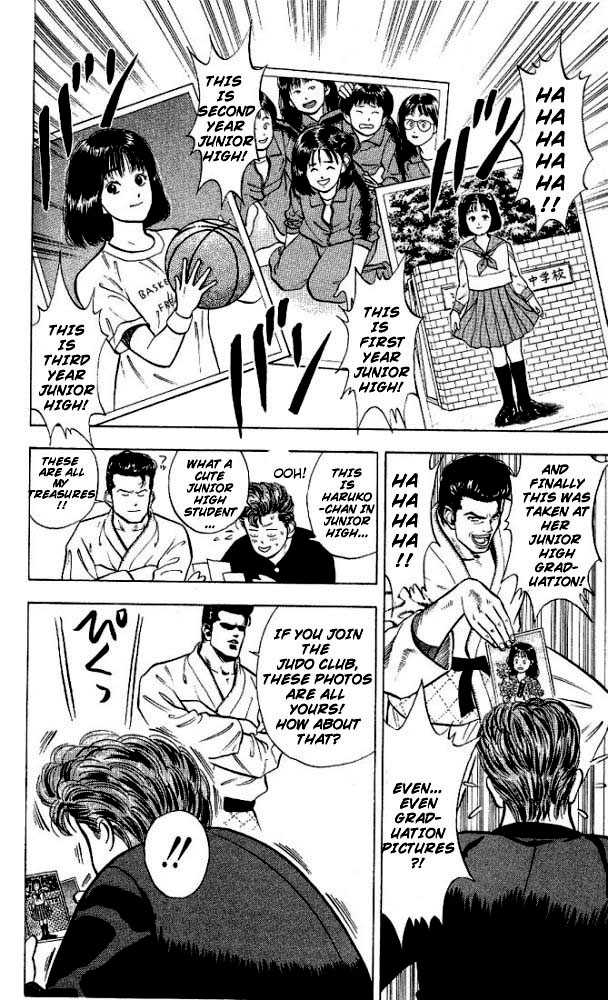 HA
HA
HA
HA
HA
!!
中学校
THIS
IS
FIRST
YEAR
JUNIOR
HIGH!
THIS
IS
SECOND
YEAR
JUNIOR
HIGH!
BASKE
FRE
THIS
IS
THIRD
YEAR
JUNIOR
HIGH!
AND
FINALLY
THIS WAS
TAKEN AT
HER
JUNIOR
HIGH
GRAD-
UATION!
HA
HA
HA
HA
!!
EVEN...
EVEN
GRAD-
UATION
PICTURES
?!
THIS
IS
HARUKO
-CHAN IN
JUNIOR
HIGH...
OOH!
WHAT A
CUTE
JUNIOR
HIGH
STUDENT
...
?
THESE
ARE ALL
MY
TREASURES
!!
IF YOU JOIN
THE
JUDO CLUB,
THESE PHOTOS
ARE ALL
YOURS!
HOW ABOUT
THAT?
ぴくっ
!!